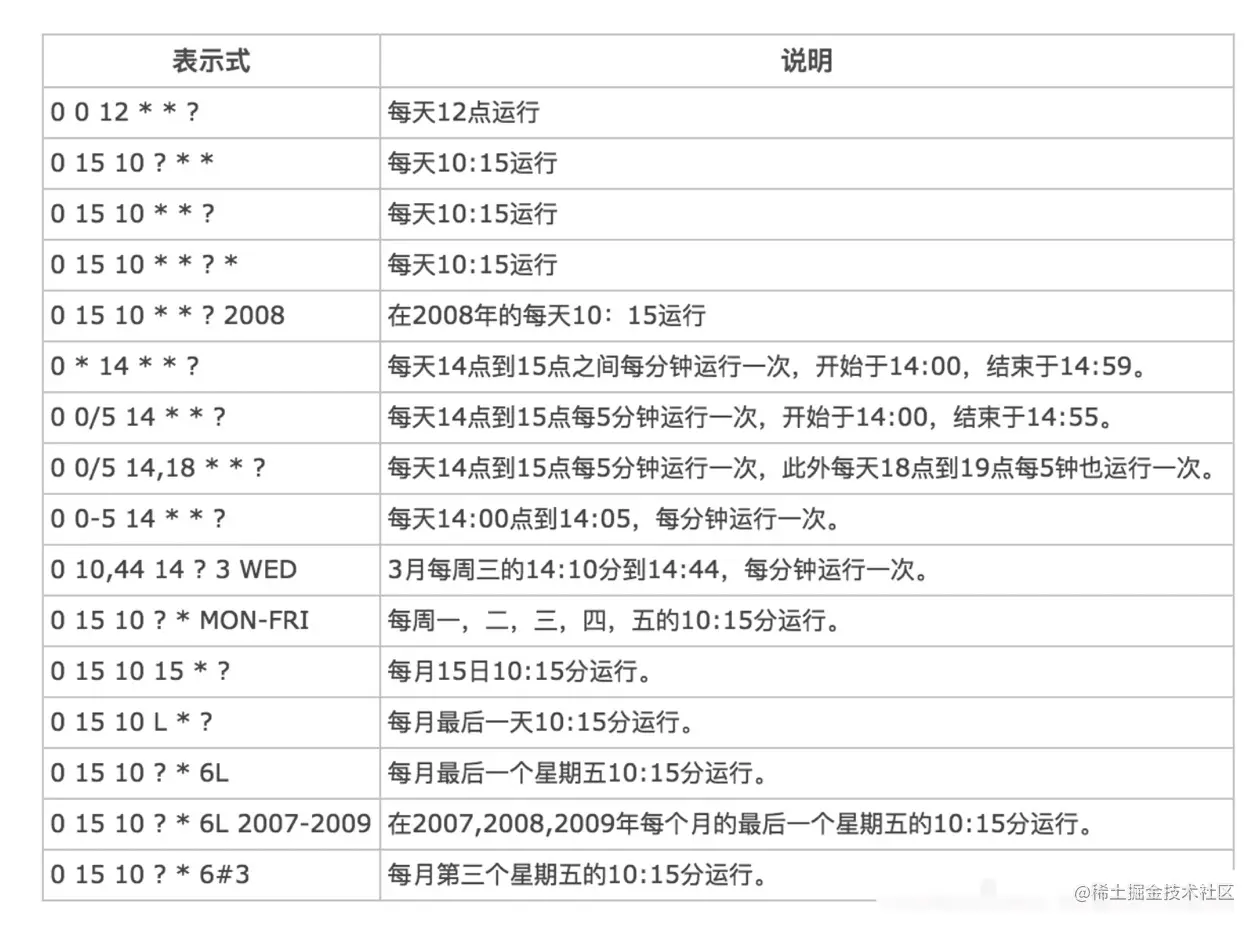 表示式 说明
0 0 12 * * ? 每天12点运行
0 15 10 ? * * 每天10:15运行
0 15 10 * * ? 每天10:15运行
0 15 10 * * ? * 每天10:15运行
0 15 10 * * ? 2008 在2008年的每天10：15运行
0 * 14 * * ? 每天14点到15点之间每分钟运行一次，开始于14:00，结束于14:59。
0 0/5 14 * * ? 每天14点到15点每5分钟运行一次，开始于14:00，结束于14:55。
0 0/5 14,18 * * ? 每天14点到15点每5分钟运行一次，此外每天18点到19点每5钟也运行一次。
0 0-5 14 * * ? 每天14:00点到14:05，每分钟运行一次。
0 10,44 14 ? 3 WED 3月每周三的14:10分到14:44，每分钟运行一次。
0 15 10 ? * MON-FRI 每周一，二，三，四，五的10:15分运行。
0 15 10 15 * ? 每月15日10:15分运行。
0 15 10 L * ? 每月最后一天10:15分运行。
0 15 10 ? * 6L 每月最后一个星期五10:15分运行。
0 15 10 ? * 6L 2007-2009 在2007,2008,2009年每个月的最后一个星期五的10:15分运行。
0 15 10 ? * 6#3 每月第三个星期五的10:15分运行。
@稀土掘金技术社区